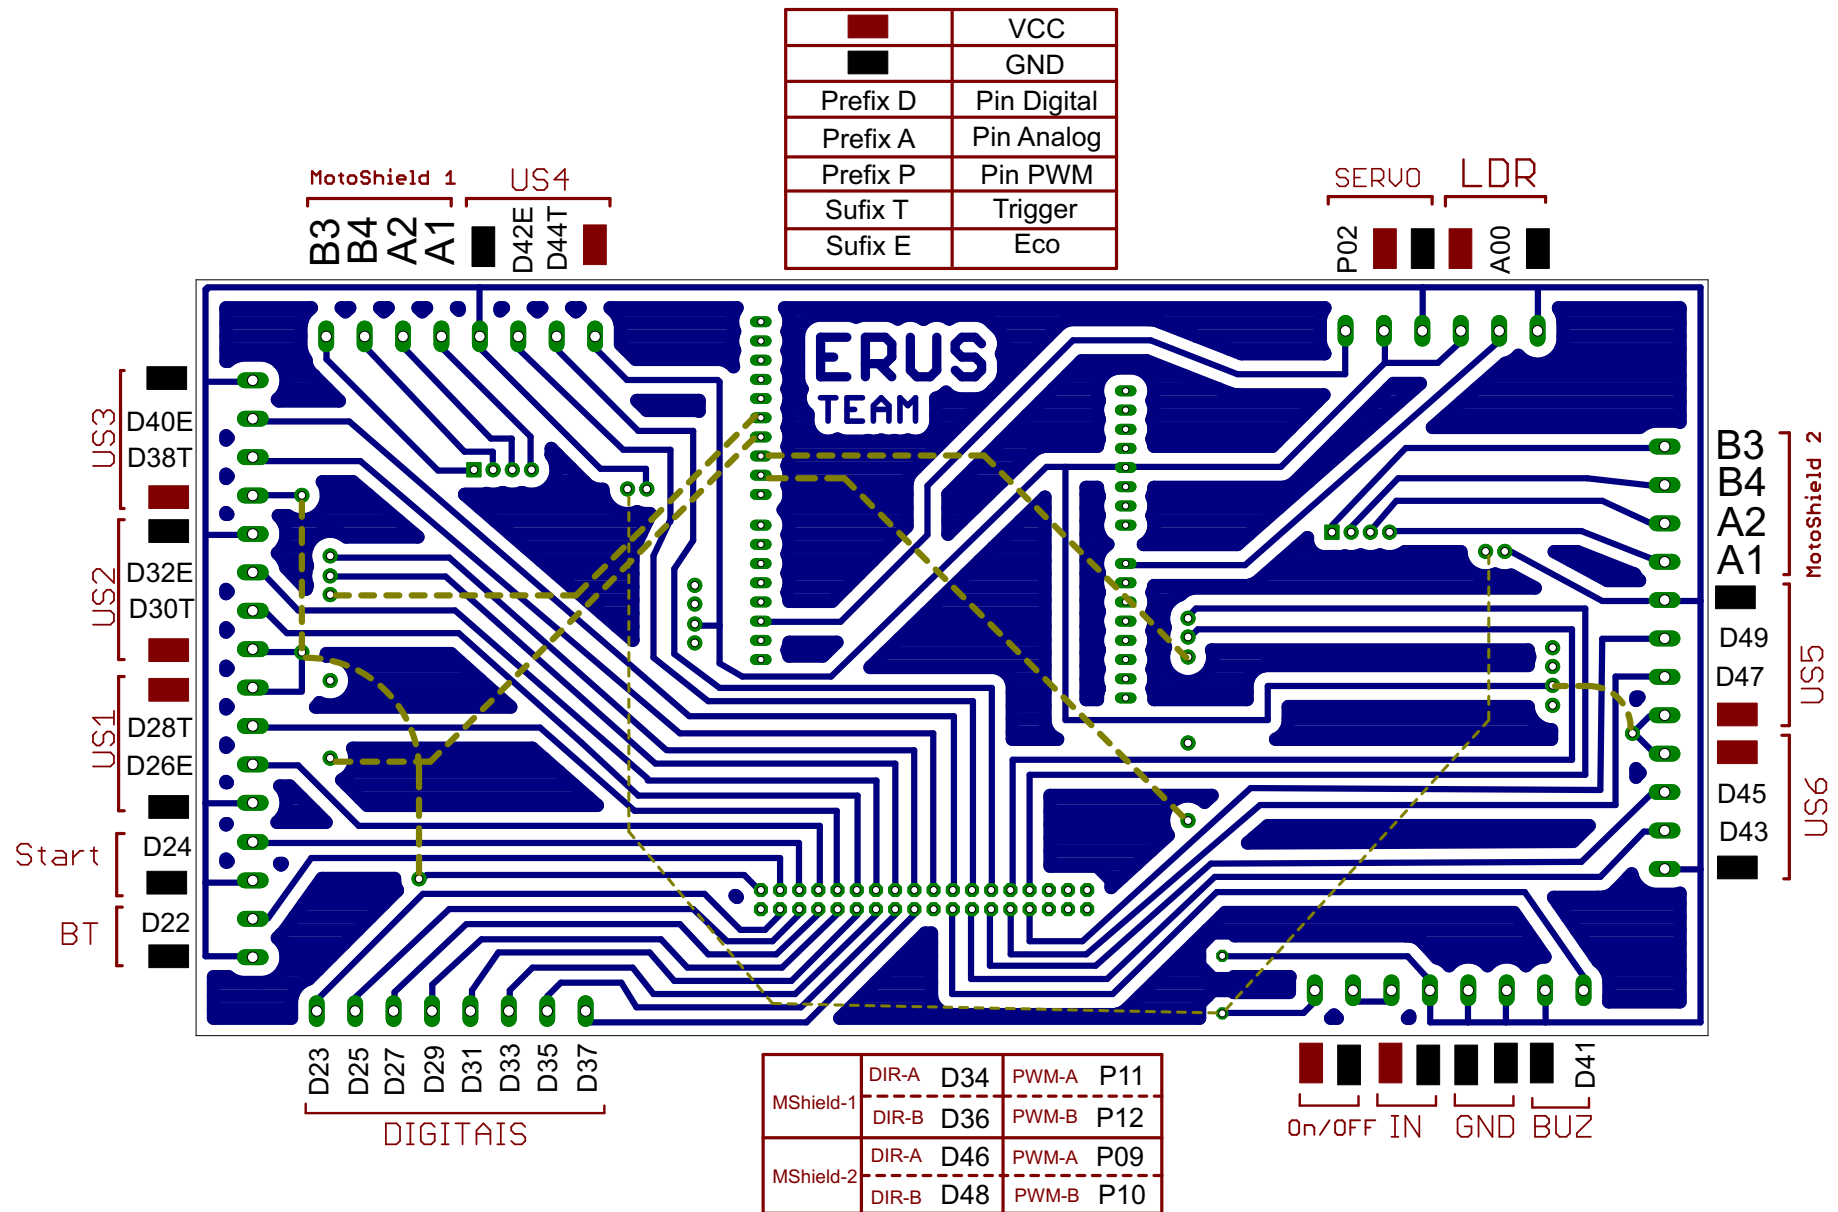 VCC
GND
Prefix D Pin Digital
Prefix A Pin Analog
Prefix P Pin PWM
Sufix T Trigger
Sufix E Eco
MotoShield 1 US4
B3 B4 A2 A1 D42E D44T
SERVO LDR
P02 A00
ERUS
TEAM
US3
D40E
D38T
US2
D32E
D30T
US1
D28T
D26E
Start
D24
BT
D22
MotoShield 2
B3
B4
A2
A1
US5
D49
D47
US6
D45
D43
D23 D25 D27 D29 D31 D33 D35 D37
DIGITAIS
D41
On/OFF IN GND BUZ
MShield-1 DIR-A D34 PWM-A P11
DIR-B D36 PWM-B P12
MShield-2 DIR-A D46 PWM-A P09
DIR-B D48 PWM-B P10